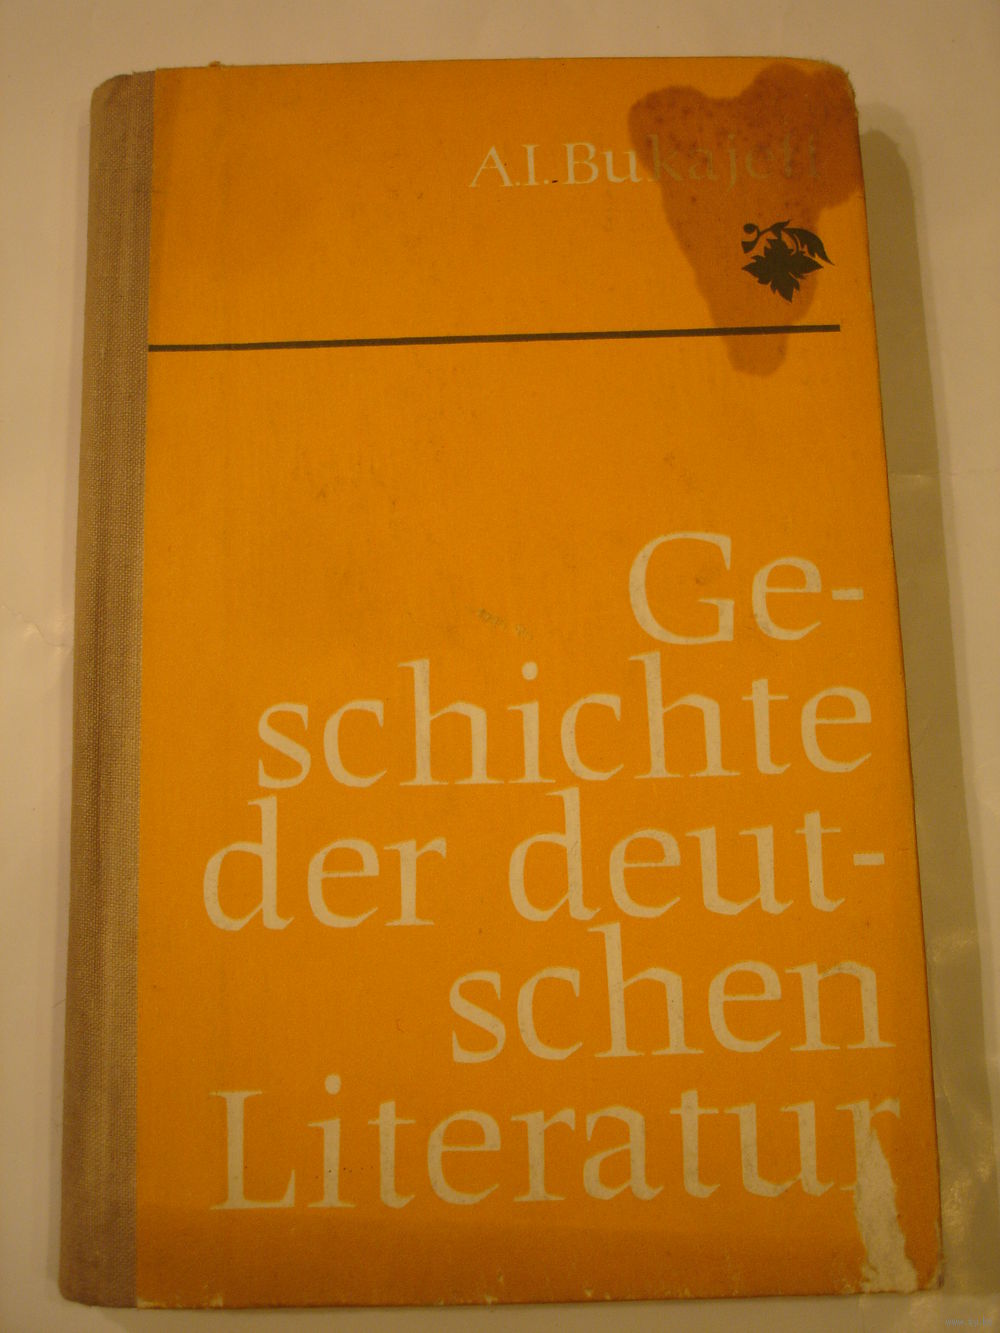 A.I. Bukajeff
Ge-
schichte
der deut-
schen
Literatur